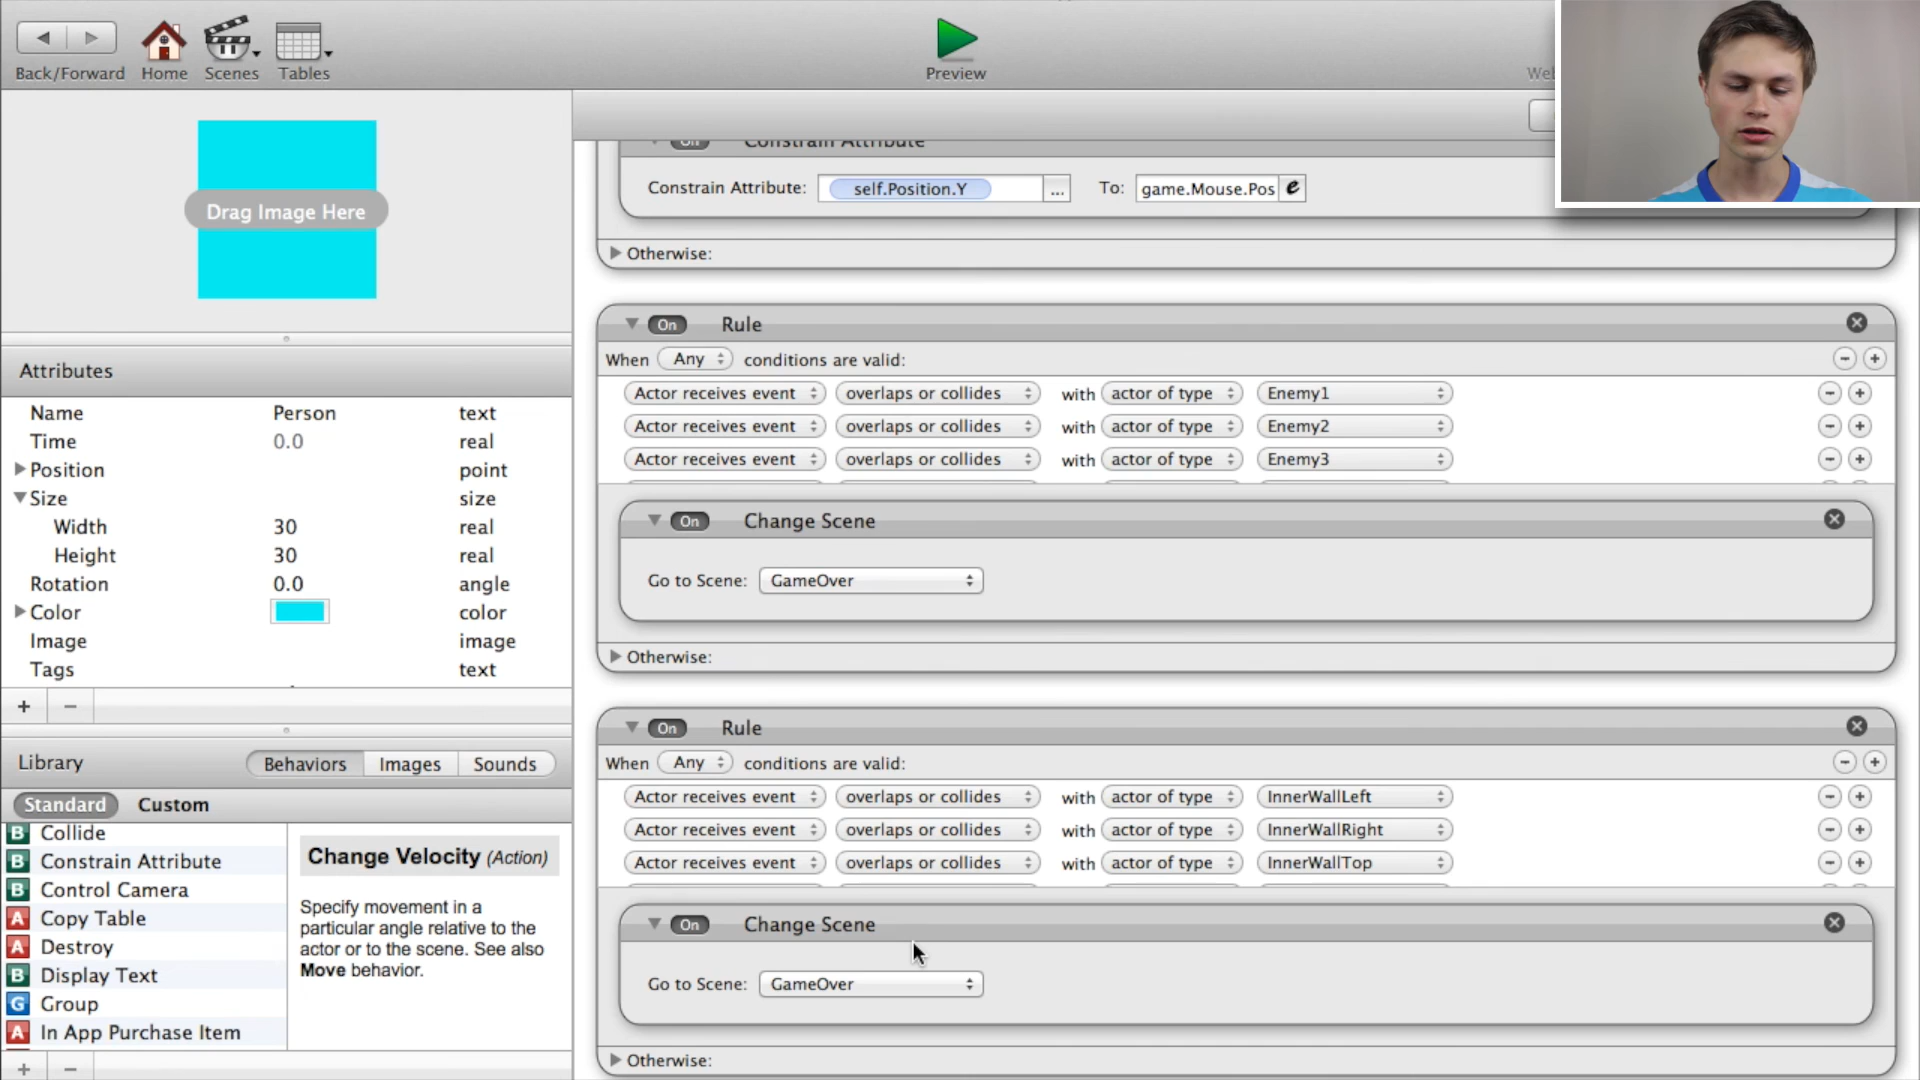 Back/Forward
Home
Scenes
Tables
Preview
Drag Image Here
Attributes
Name Person text
Time 0.0 real
Position point
Size size
Width 30 real
Height 30 real
Rotation 0.0 angle
Color color
Image image
Tags text
+ −
Library Behaviors Images Sounds
Standard Custom
B Collide
B Constrain Attribute
B Control Camera
A Copy Table
A Destroy
B Display Text
G Group
A In App Purchase Item
+ −
Change Velocity (Action)
Specify movement in a
particular angle relative to the
actor or to the scene. See also
Move behavior.
On Constrain Attribute
Constrain Attribute: self.Position.Y ... To: game.Mouse.Pos e
Otherwise:
On Rule
When Any conditions are valid:
Actor receives event overlaps or collides with actor of type Enemy1
Actor receives event overlaps or collides with actor of type Enemy2
Actor receives event overlaps or collides with actor of type Enemy3
On Change Scene
Go to Scene: GameOver
Otherwise:
On Rule
When Any conditions are valid:
Actor receives event overlaps or collides with actor of type InnerWallLeft
Actor receives event overlaps or collides with actor of type InnerWallRight
Actor receives event overlaps or collides with actor of type InnerWallTop
On Change Scene
Go to Scene: GameOver
Otherwise: